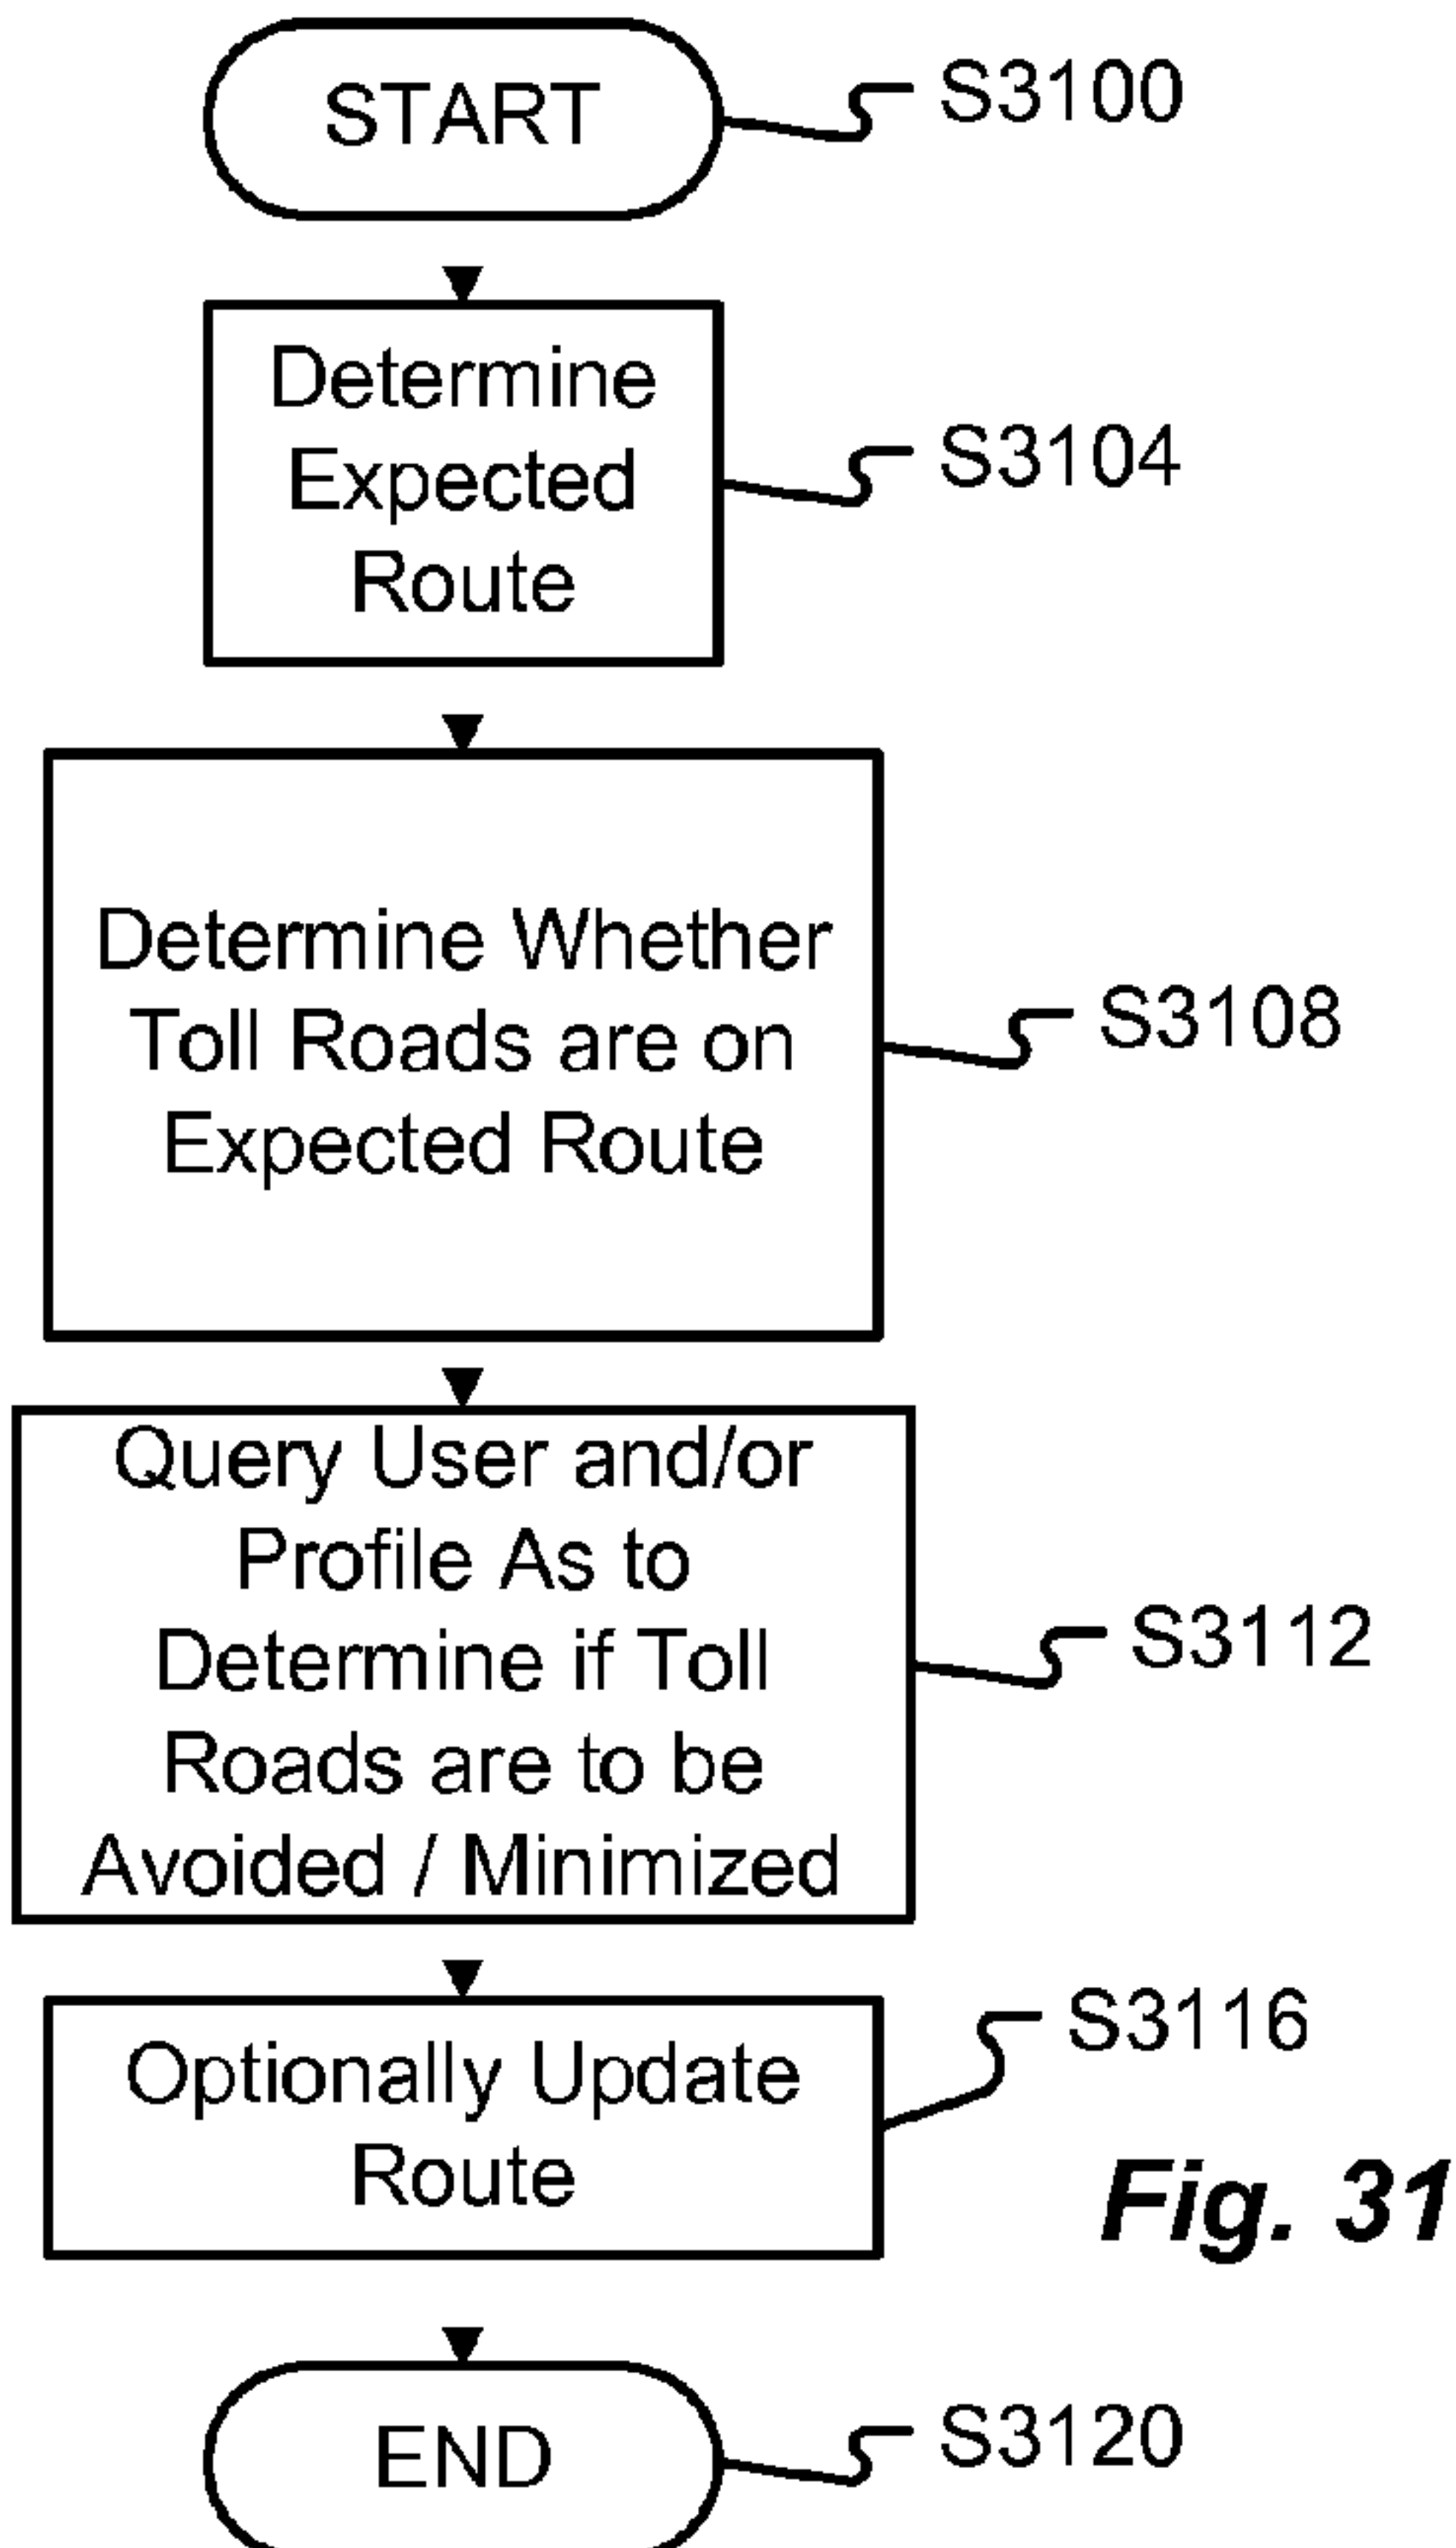 START
S3100
Determine
Expected
Route
S3104
Determine Whether
Toll Roads are on
Expected Route
S3108
Query User and/or
Profile As to
Determine if Toll
Roads are to be
Avoided / Minimized
S3112
Optionally Update
Route
S3116
Fig. 31
END
S3120